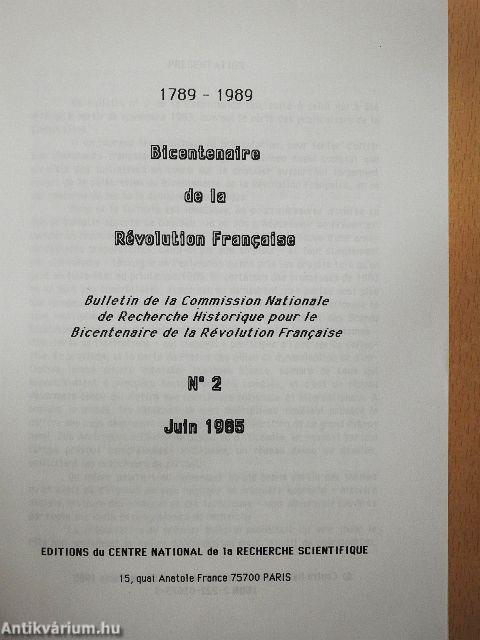 1789 - 1989
Bicentenaire
de la
Révolution Française
Bulletin de la Commission Nationale
de Recherche Historique pour le
Bicentenaire de la Révolution Française
N° 2
Juin 1985
EDITIONS du CENTRE NATIONAL de la RECHERCHE SCIENTIFIQUE
15, quai Anatole France 75700 PARIS
Antikvárium.hu